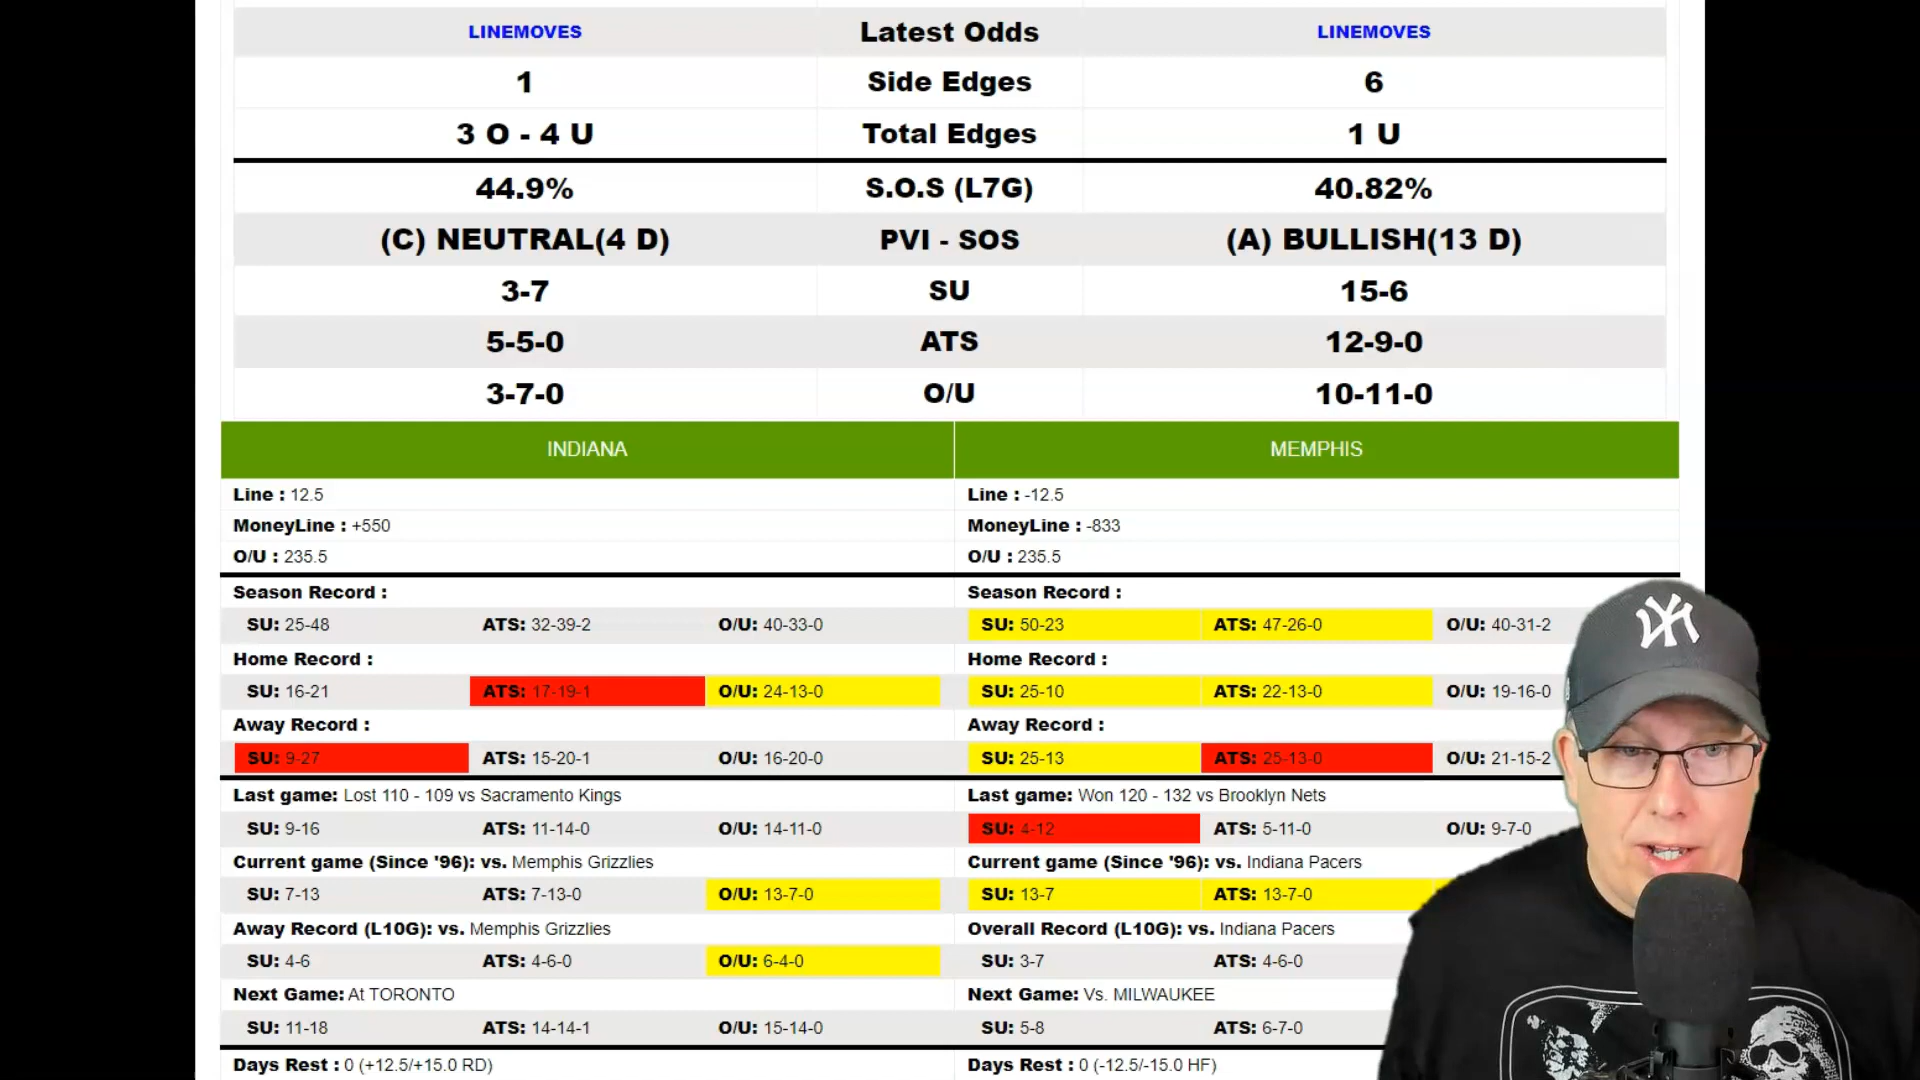 LINEMOVES Latest Odds LINEMOVES
1 Side Edges 6
3 O - 4 U Total Edges 1 U
44.9% S.O.S (L7G) 40.82%
(C) NEUTRAL(4 D) PVI - SOS (A) BULLISH(13 D)
3-7 SU 15-6
5-5-0 ATS 12-9-0
3-7-0 O/U 10-11-0
INDIANA MEMPHIS
Line : 12.5 Line : -12.5
MoneyLine : +550 MoneyLine : -833
O/U : 235.5 O/U : 235.5
Season Record : Season Record :
SU: 25-48 ATS: 32-39-2 O/U: 40-33-0 SU: 50-23 ATS: 47-26-0 O/U: 40-31-2
Home Record : Home Record :
SU: 16-21 ATS: 17-19-1 O/U: 24-13-0 SU: 25-10 ATS: 22-13-0 O/U: 19-16-0
Away Record : Away Record :
SU: 9-27 ATS: 15-20-1 O/U: 16-20-0 SU: 25-13 ATS: 25-13-0 O/U: 21-15-2
Last game: Lost 110 - 109 vs Sacramento Kings Last game: Won 120 - 132 vs Brooklyn Nets
SU: 9-16 ATS: 11-14-0 O/U: 14-11-0 SU: 4-12 ATS: 5-11-0 O/U: 9-7-0
Current game (Since '96): vs. Memphis Grizzlies Current game (Since '96): vs. Indiana Pacers
SU: 7-13 ATS: 7-13-0 O/U: 13-7-0 SU: 13-7 ATS: 13-7-0
Away Record (L10G): vs. Memphis Grizzlies Overall Record (L10G): vs. Indiana Pacers
SU: 4-6 ATS: 4-6-0 O/U: 6-4-0 SU: 3-7 ATS: 4-6-0
Next Game: At TORONTO Next Game: Vs. MILWAUKEE
SU: 11-18 ATS: 14-14-1 O/U: 15-14-0 SU: 5-8 ATS: 6-7-0
Days Rest : 0 (+12.5/+15.0 RD) Days Rest : 0 (-12.5/-15.0 HF)
NY